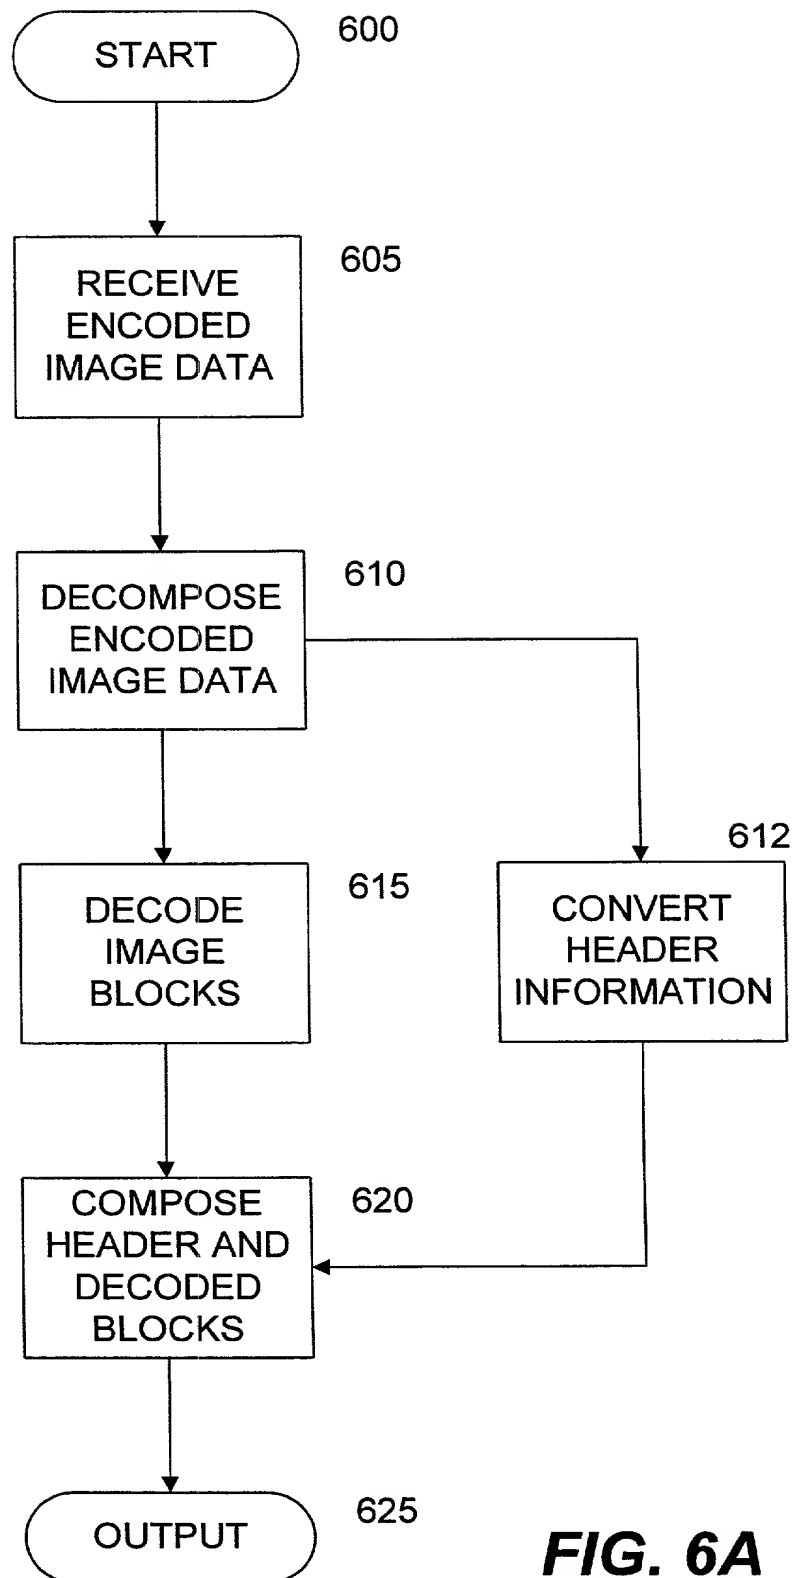 START
600
RECEIVE
ENCODED
IMAGE DATA
605
DECOMPOSE
ENCODED
IMAGE DATA
610
DECODE
IMAGE
BLOCKS
615
CONVERT
HEADER
INFORMATION
612
COMPOSE
HEADER AND
DECODED
BLOCKS
620
OUTPUT
625
FIG. 6A